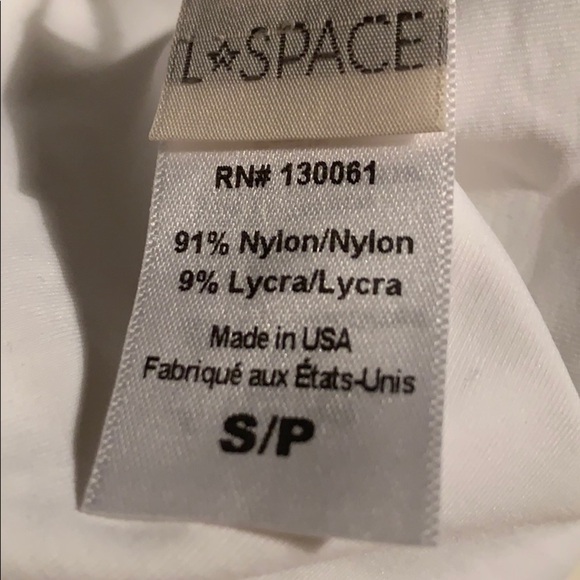 L☆SPACE
RN# 130061
91% Nylon/Nylon
9% Lycra/Lycra
Made in USA
Fabriqué aux États-Unis
S/P